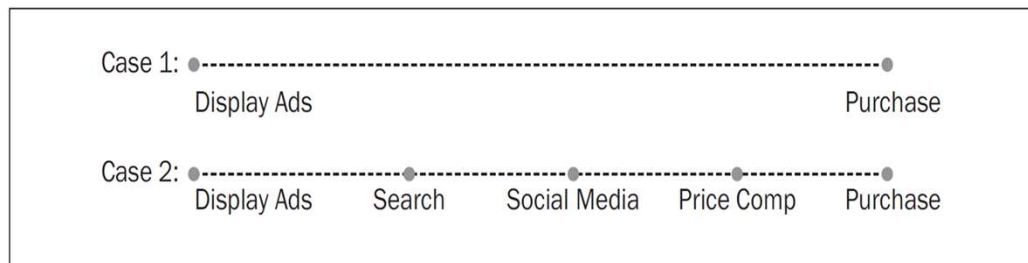 Case 1:
Display Ads Purchase
Case 2:
Display Ads Search Social Media Price Comp Purchase